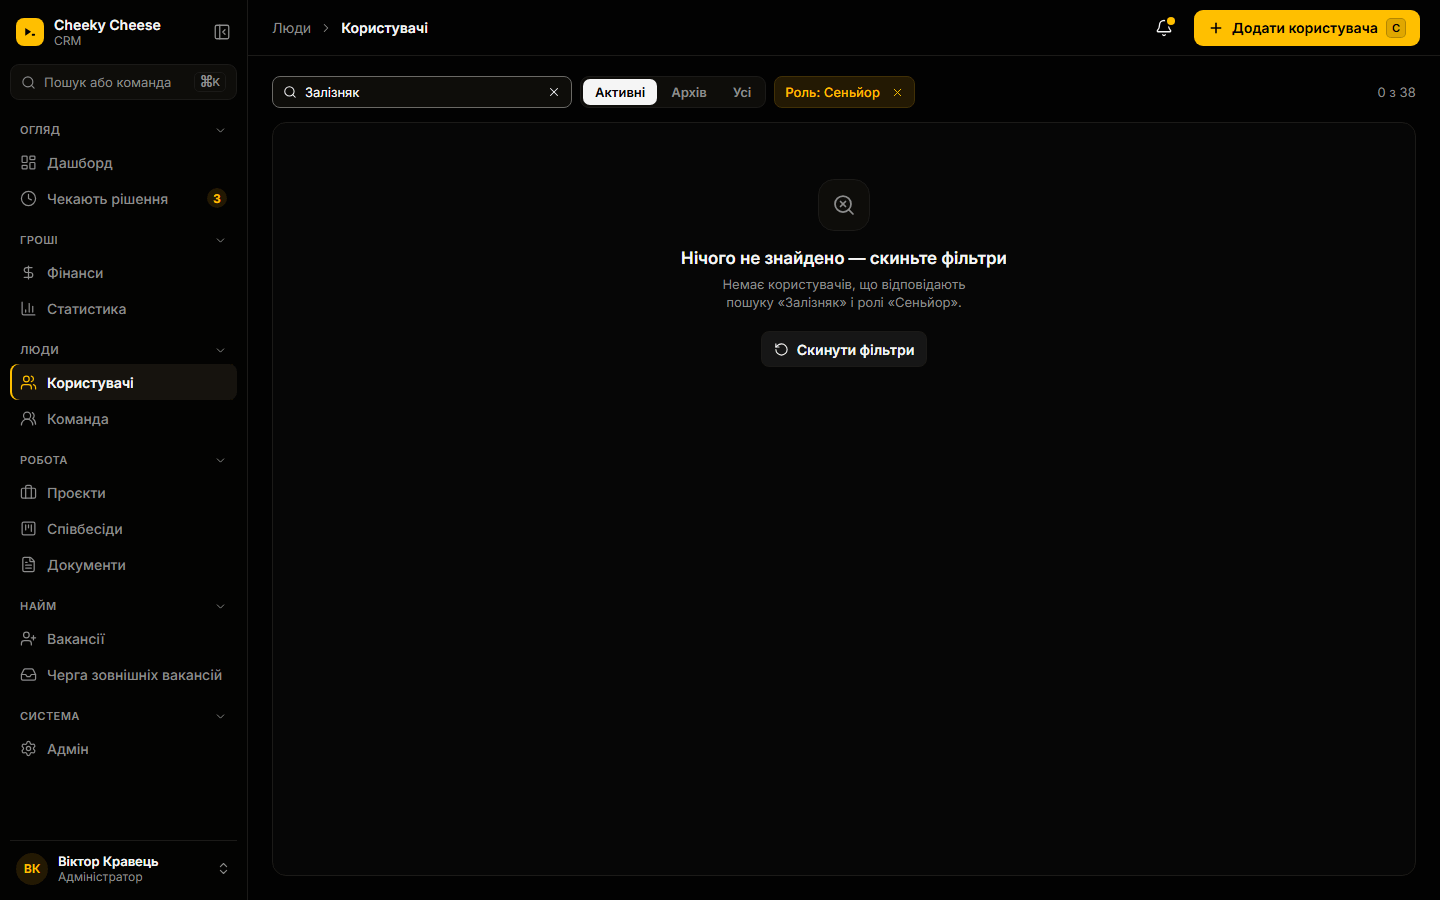 Cheeky Cheese
CRM
Пошук або команда ⌘K
ОГЛЯД
Дашборд
Чекають рішення 3
ГРОШІ
Фінанси
Статистика
ЛЮДИ
Користувачі
Команда
РОБОТА
Проєкти
Співбесіди
Документи
НАЙМ
Вакансії
Черга зовнішніх вакансій
СИСТЕМА
Адмін
ВК Віктор Кравець
Адміністратор
Люди > Користувачі
+ Додати користувача C
Залізняк
Активні Архів Усі
Роль: Сеньйор
0 з 38
Нічого не знайдено — скиньте фільтри
Немає користувачів, що відповідають
пошуку «Залізняк» і ролі «Сеньйор».
Скинути фільтри